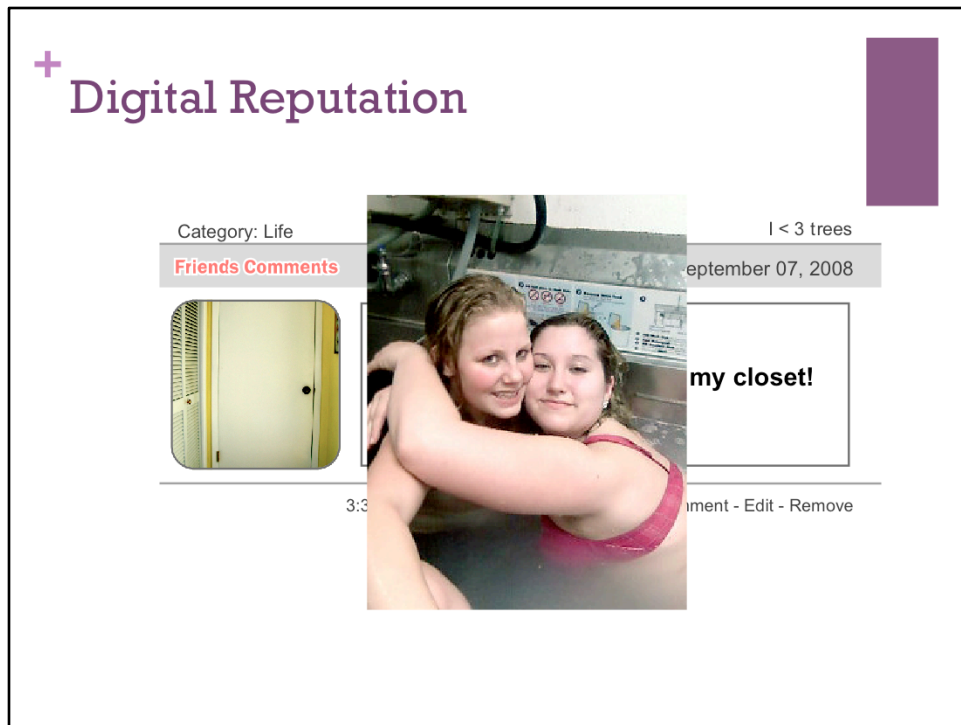 +
Digital Reputation
Category: Life
I < 3 trees
Friends Comments
eptember 07, 2008
my closet!
3:3
ment - Edit - Remove